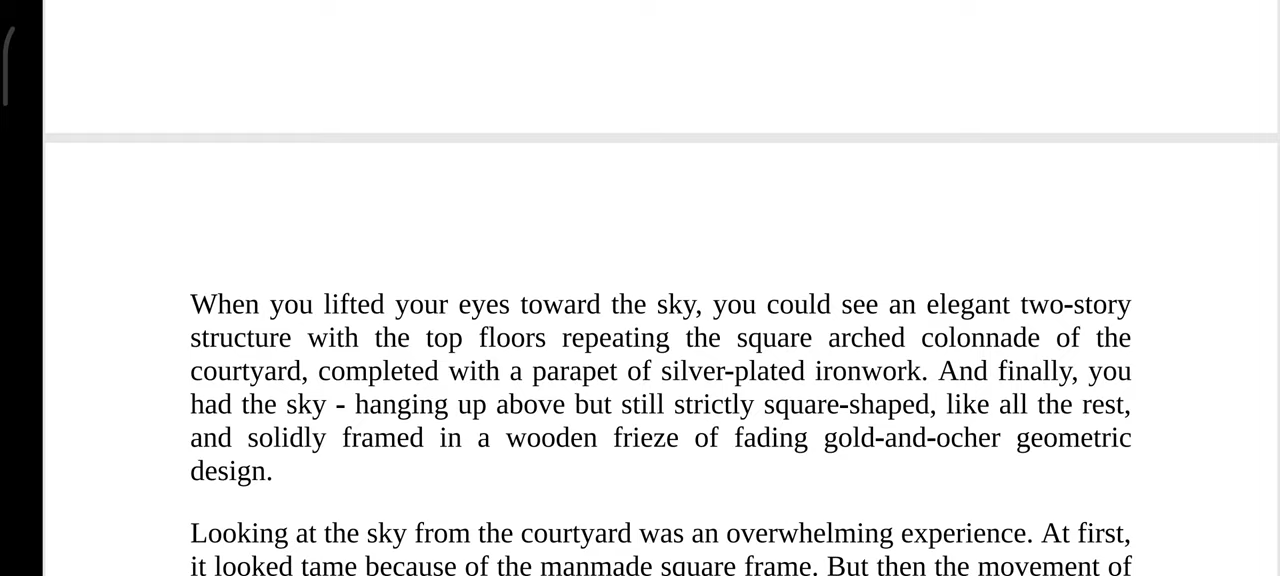 When you lifted your eyes toward the sky, you could see an elegant two-story
structure with the top floors repeating the square arched colonnade of the
courtyard, completed with a parapet of silver-plated ironwork. And finally, you
had the sky - hanging up above but still strictly square-shaped, like all the rest,
and solidly framed in a wooden frieze of fading gold-and-ocher geometric
design.
Looking at the sky from the courtyard was an overwhelming experience. At first,
it looked tame because of the manmade square frame. But then the movement of